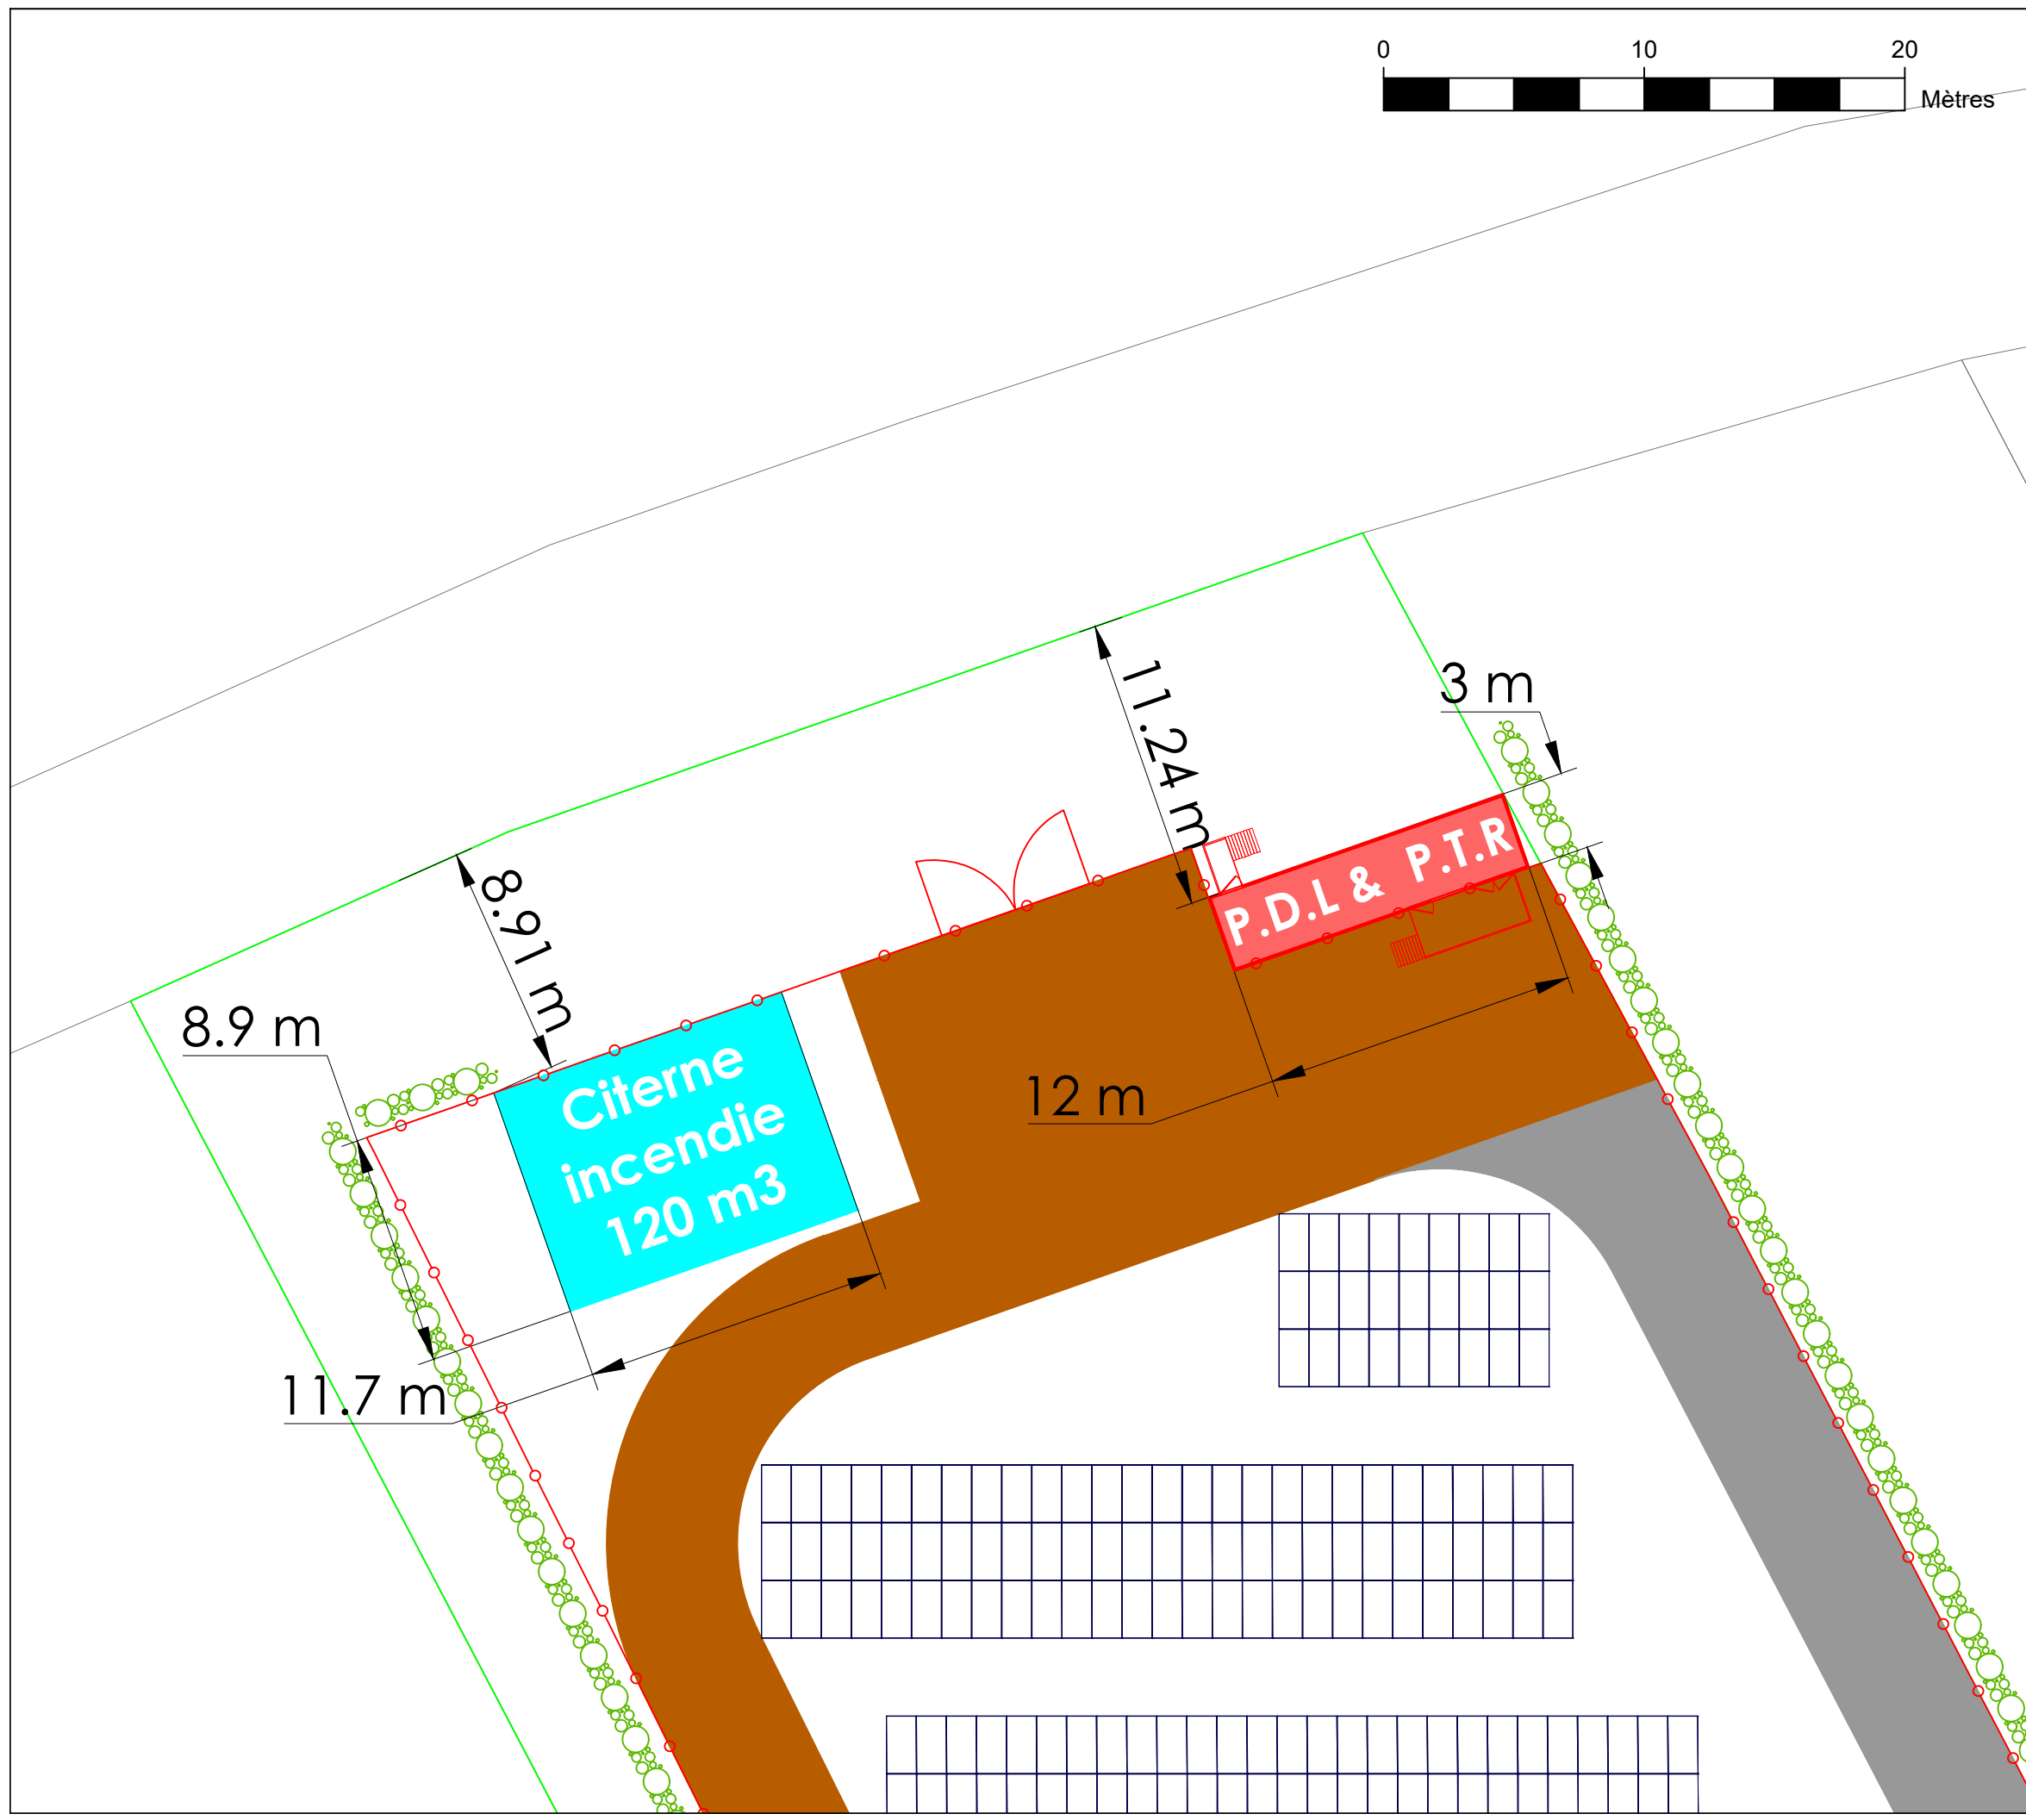 0 10 20
Mètres
3 m
11.24 m
P.D.L & P.T.R
8.91 m
8.9 m
Citerne
incendie
120 m3
12 m
11.7 m